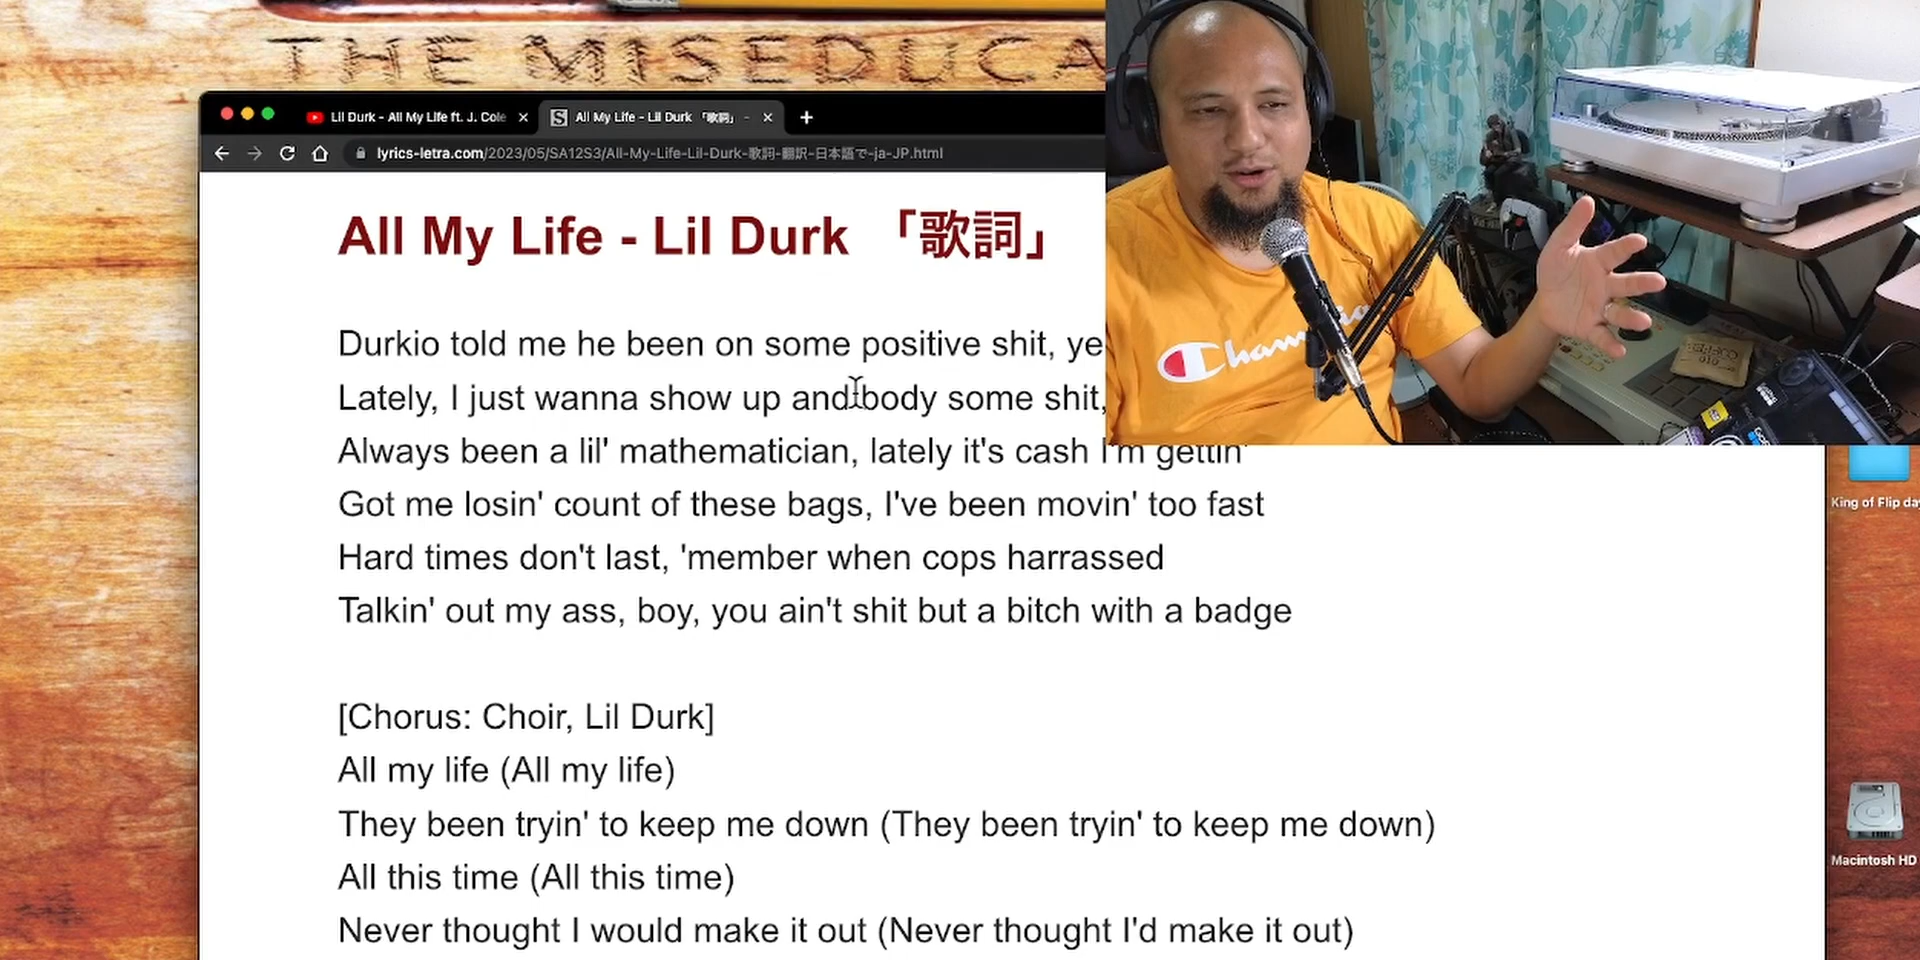 THE MISEDUCA
Lil Durk - All My Life ft. J. Cole
All My Life - Lil Durk 「歌詞」 -
lyrics-letra.com/2023/05/SA12S3/All-My-Life-Lil-Durk-歌詞-翻訳-日本語で-ja-JP.html
All My Life - Lil Durk 「歌詞」
Durkio told me he been on some positive shit, ye
Lately, I just wanna show up and body some shit,
Always been a lil' mathematician, lately it's cash I'm gettin'
Got me losin' count of these bags, I've been movin' too fast
Hard times don't last, 'member when cops harrassed
Talkin' out my ass, boy, you ain't shit but a bitch with a badge
[Chorus: Choir, Lil Durk]
All my life (All my life)
They been tryin' to keep me down (They been tryin' to keep me down)
All this time (All this time)
Never thought I would make it out (Never thought I'd make it out)
Champio
King of Flip day
Macintosh HD